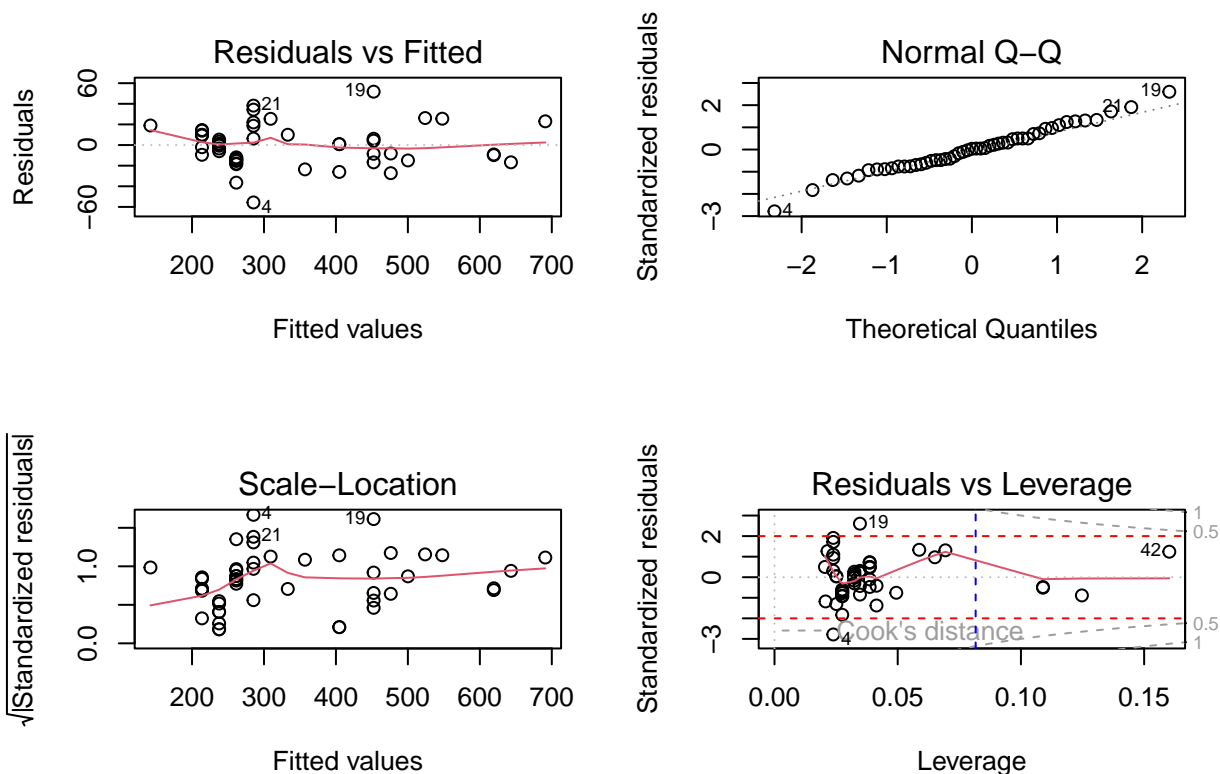 Residuals vs Fitted
Residuals
60
0
−60
21
19
4
200 300 400 500 600 700
Fitted values
Normal Q−Q
Standardized residuals
2
0
−3
19
21
4
−2 −1 0 1 2
Theoretical Quantiles
Scale−Location
√|Standardized residuals|
1.0
0.0
4
21
19
200 300 400 500 600 700
Fitted values
Residuals vs Leverage
Standardized residuals
2
0
−3
19
42
4
Cook's distance
1
0.5
0.5
1
0.00 0.05 0.10 0.15
Leverage